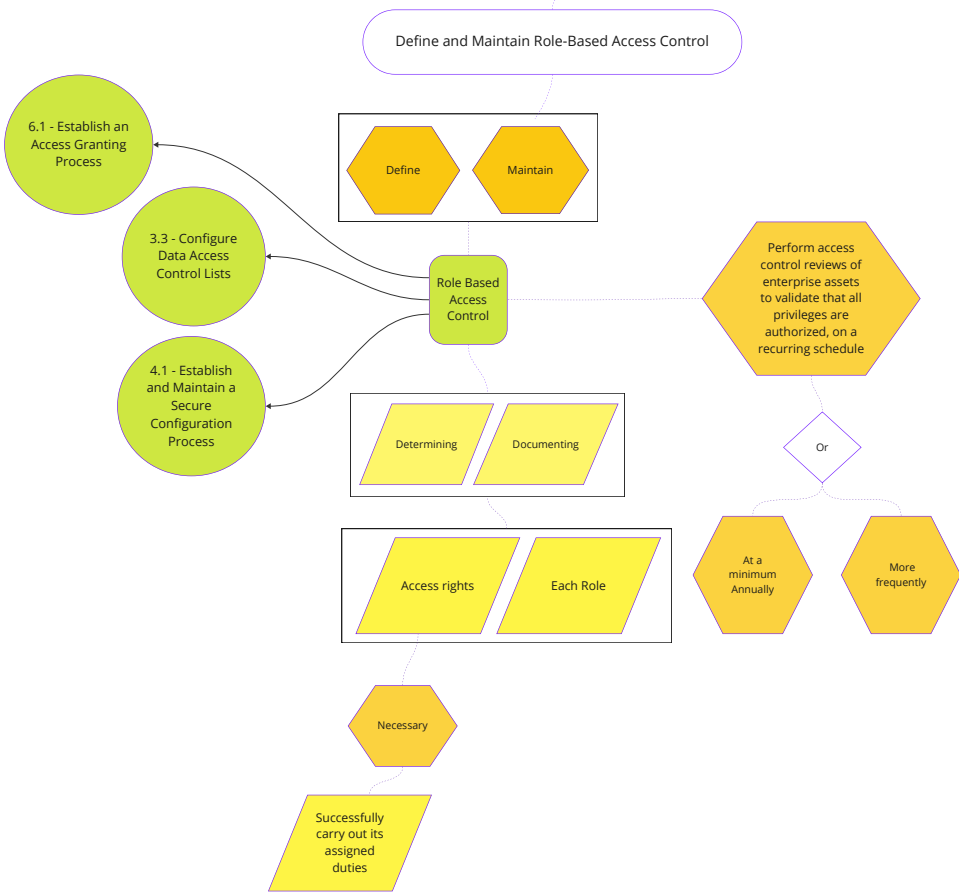 Define and Maintain Role-Based Access Control
6.1 - Establish an
Access Granting
Process
Define
Maintain
3.3 - Configure
Data Access
Control Lists
Role Based
Access
Control
Perform access
control reviews of
enterprise assets
to validate that all
privileges are
authorized, on a
recurring schedule
4.1 - Establish
and Maintain a
Secure
Configuration
Process
Determining
Documenting
Or
Access rights
Each Role
At a
minimum
Annually
More
frequently
Necessary
Successfully
carry out its
assigned
duties